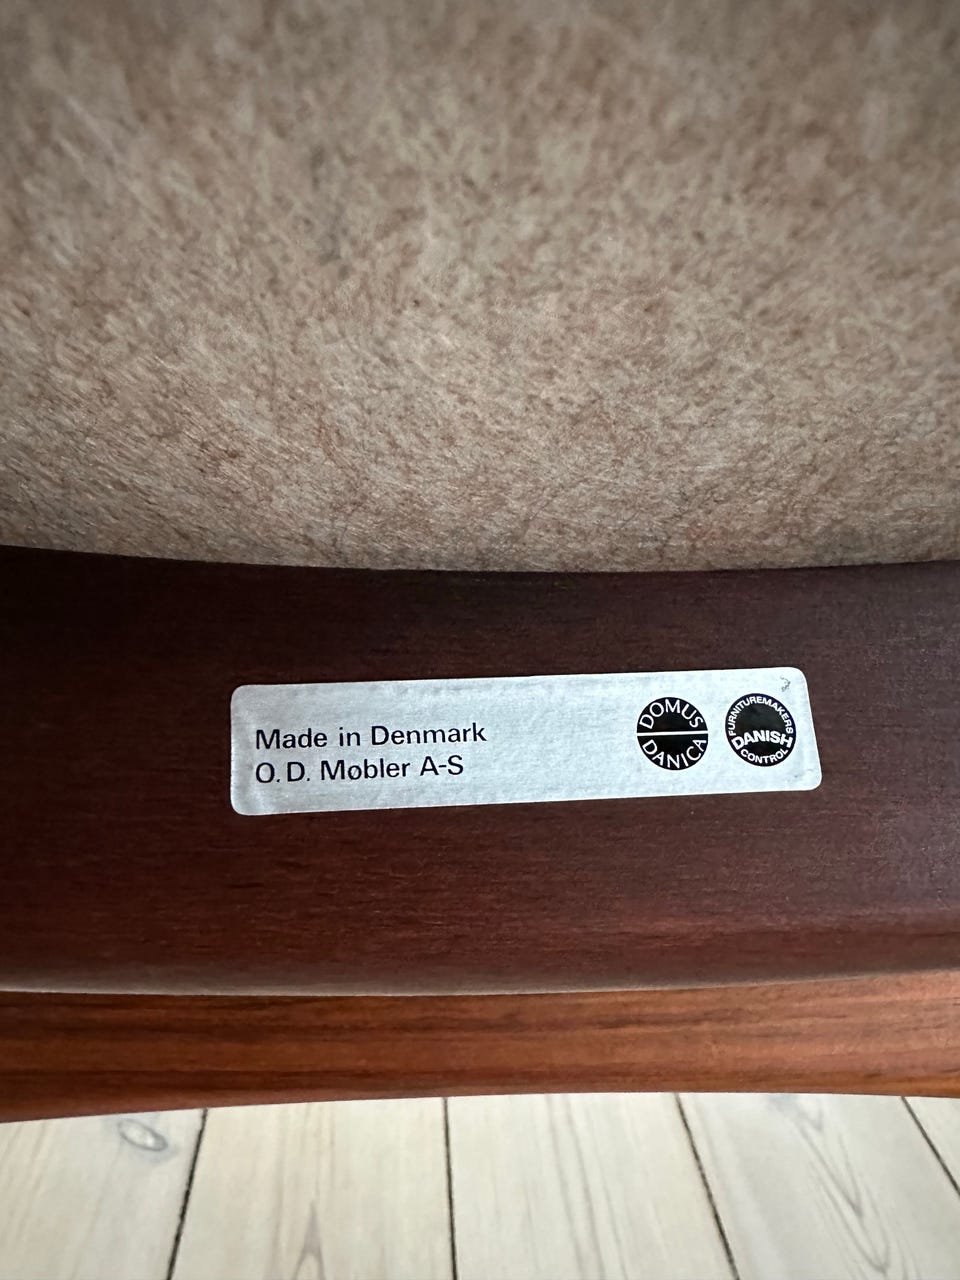 Made in Denmark
O.D. Møbler A-S
DOMUS
DANICA
FURNITUREMAKERS
DANISH
CONTROL